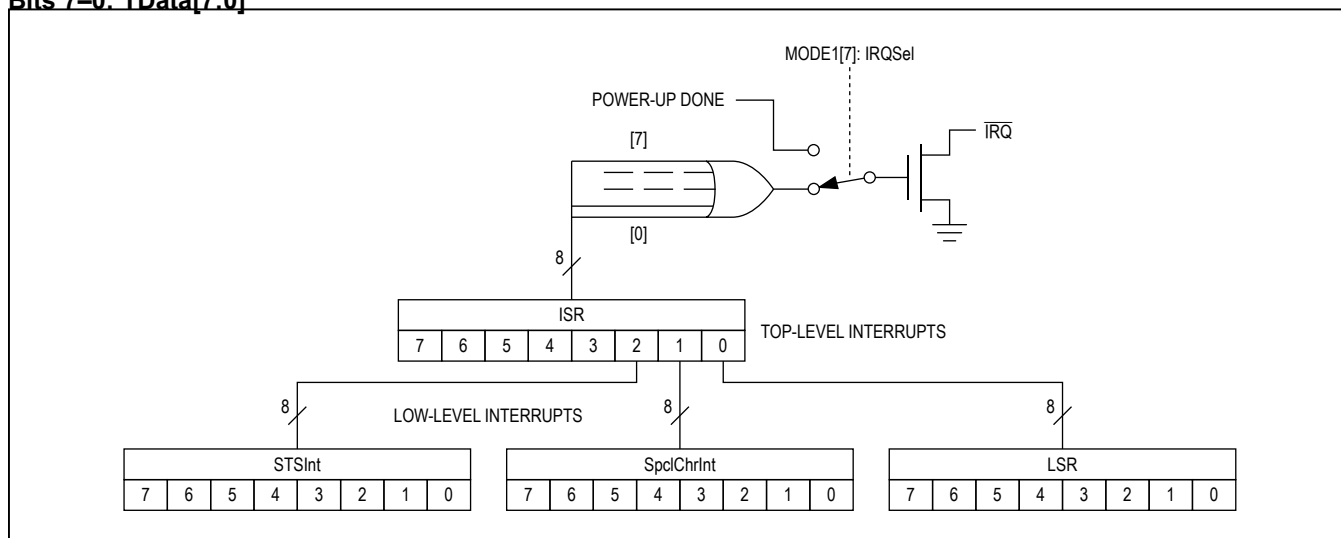 Bits 7–0: TData[7:0]
MODE1[7]: IRQSel
POWER-UP DONE
IRQ
[7]
[0]
8
ISR
7 6 5 4 3 2 1 0
TOP-LEVEL INTERRUPTS
8 LOW-LEVEL INTERRUPTS 8 8
STSInt SpclChrInt LSR
7 6 5 4 3 2 1 0 7 6 5 4 3 2 1 0 7 6 5 4 3 2 1 0